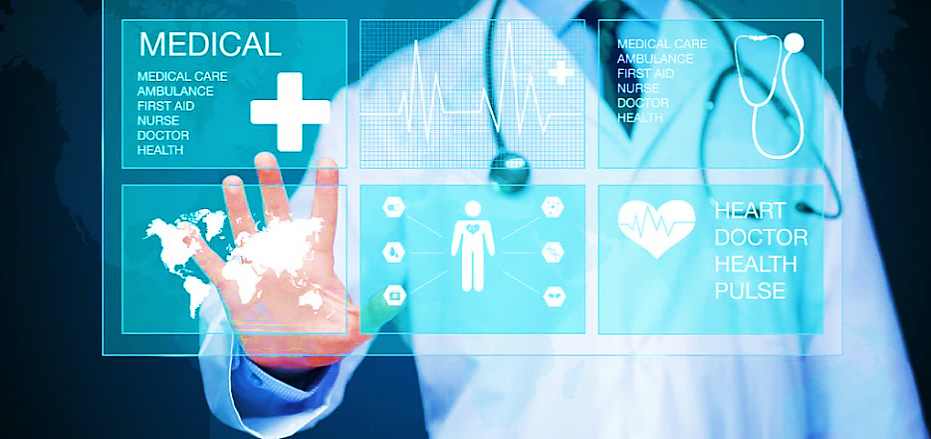 MEDICAL
MEDICAL CARE
AMBULANCE
FIRST AID
NURSE
DOCTOR
HEALTH
MEDICAL CARE
AMBULANCE
FIRST AID
NURSE
DOCTOR
HEALTH
HEART
DOCTOR
HEALTH
PULSE